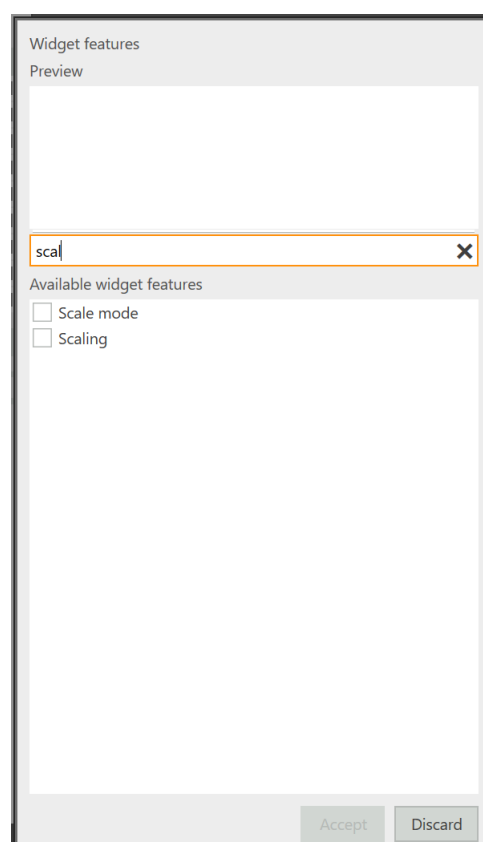 Widget features
Preview
scal
Available widget features
Scale mode
Scaling
Accept Discard